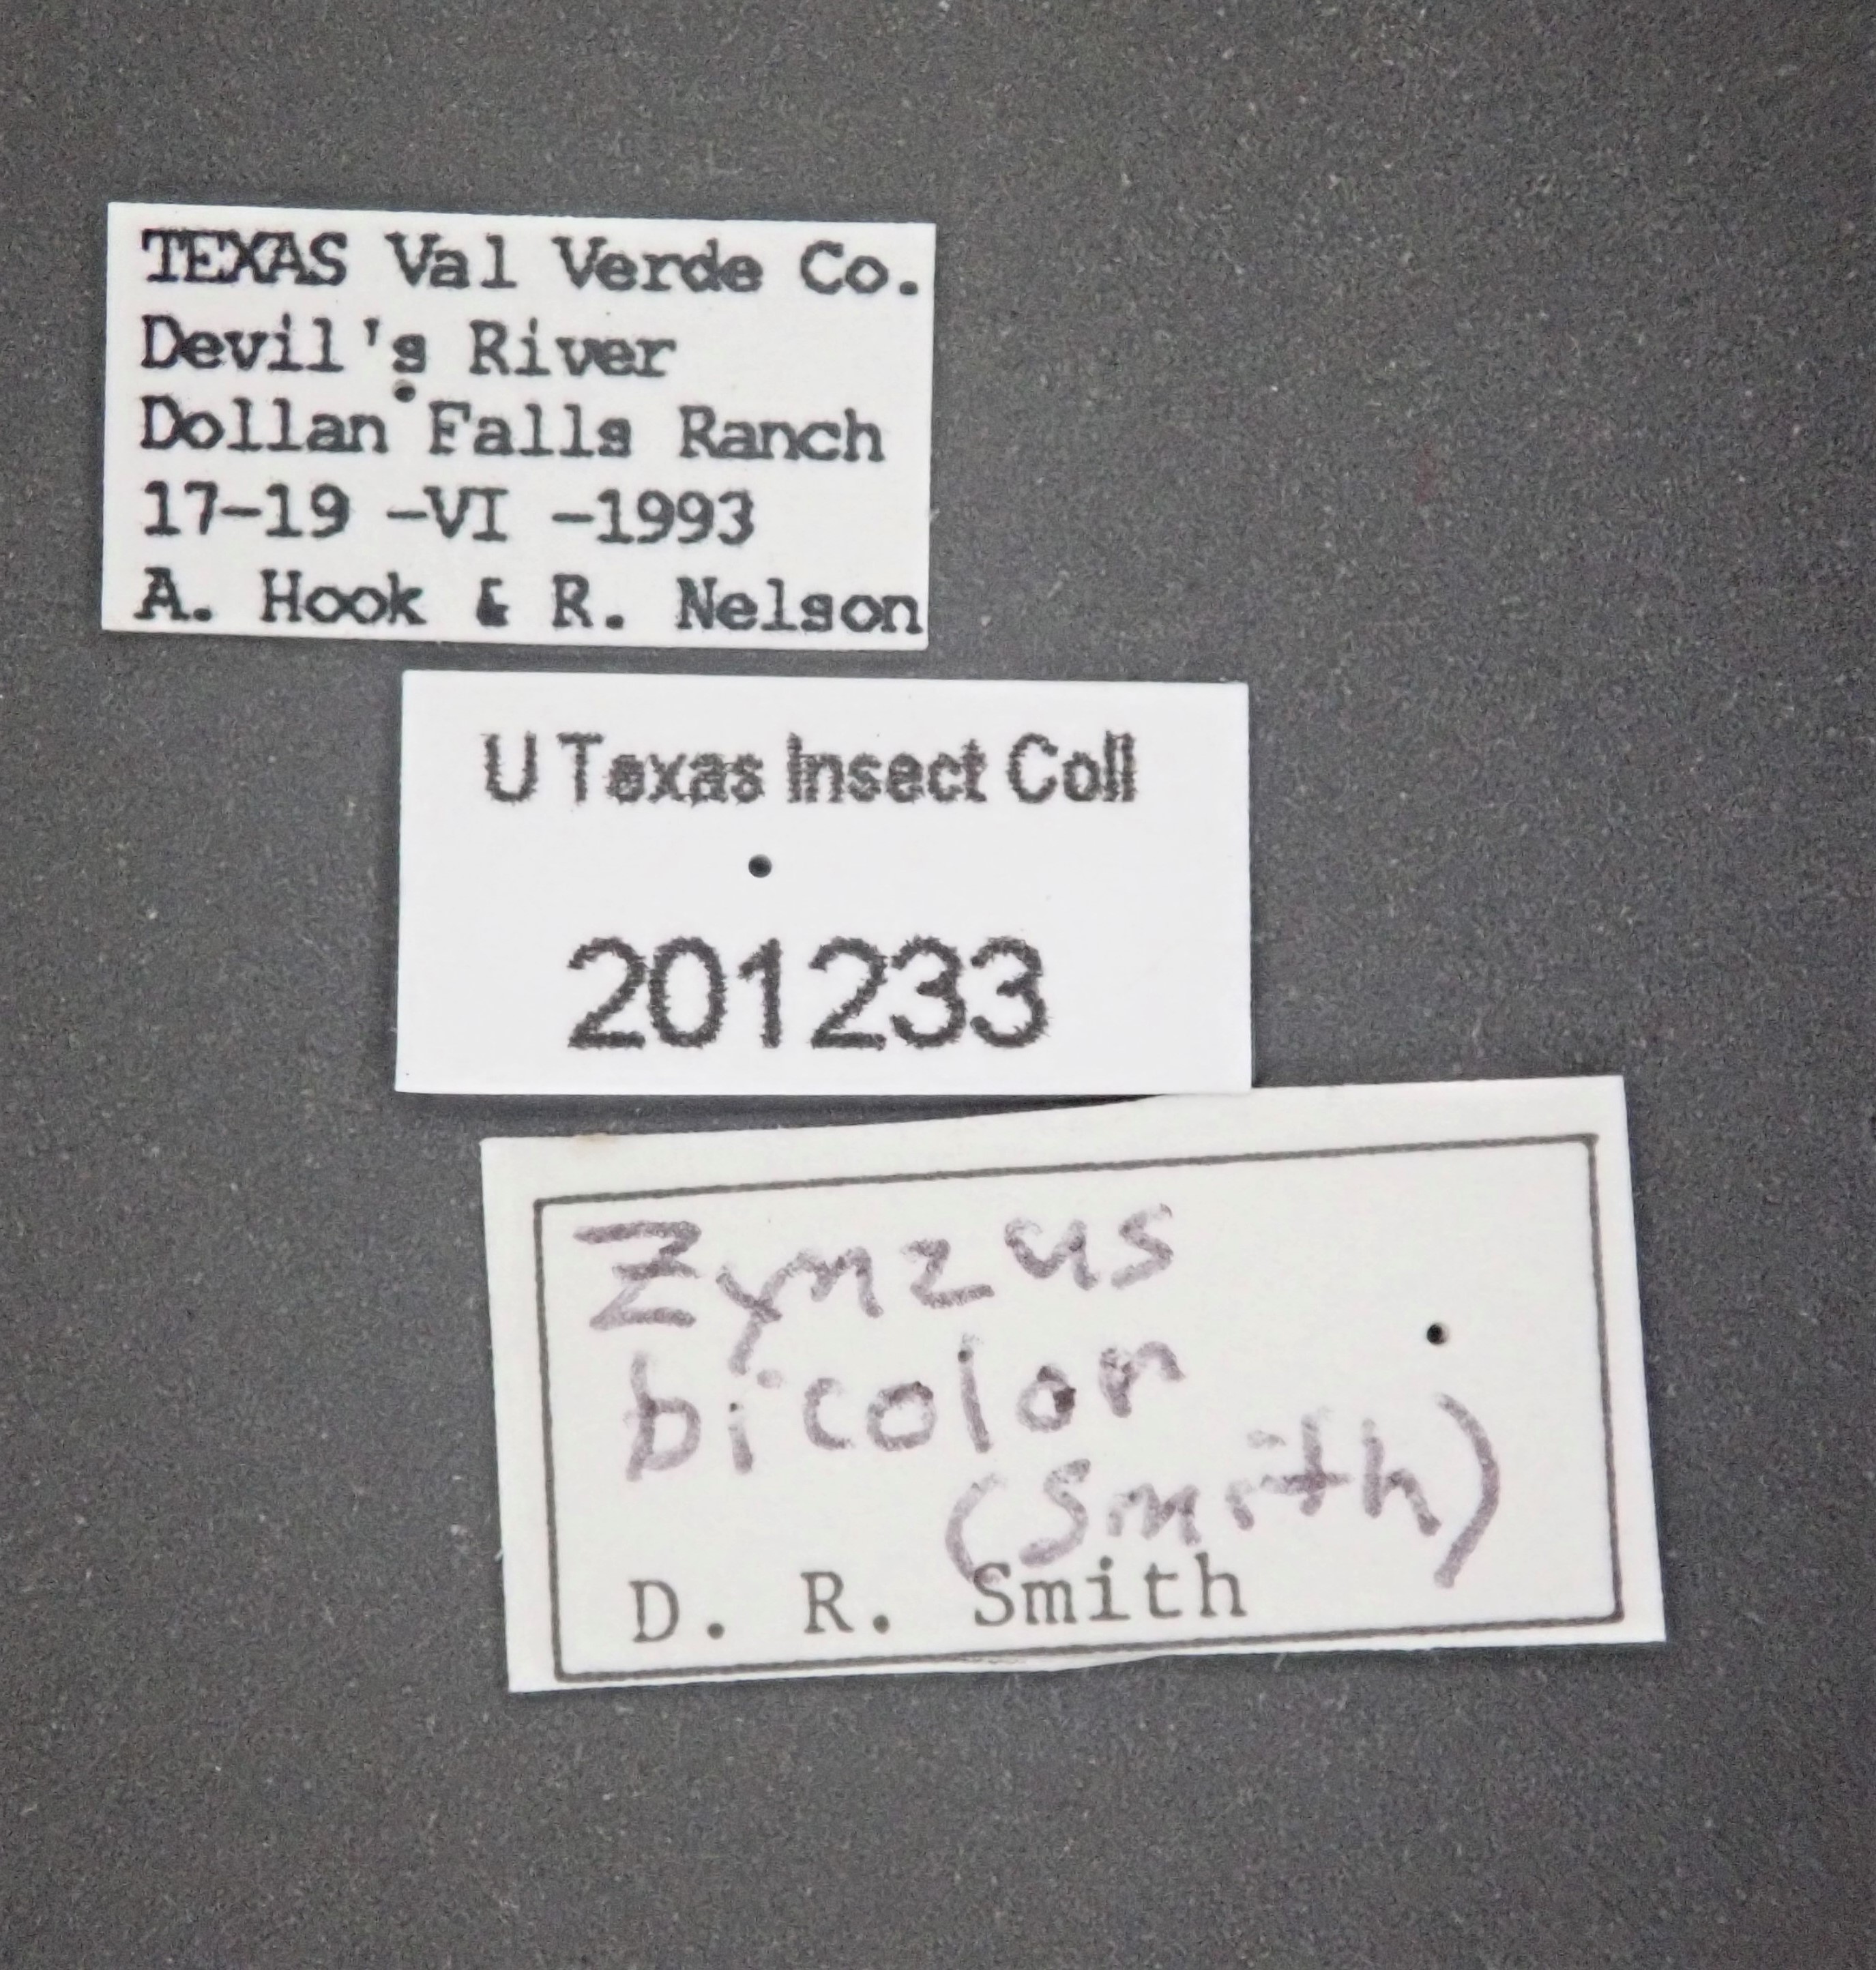 TEXAS Val Verde Co.
Devil's River
Dollan Falls Ranch
17-19 -VI -1993
A. Hook & R. Nelson
U Texas Insect Coll
201233
Zynzus
bicolor
(Smith)
D. R. Smith